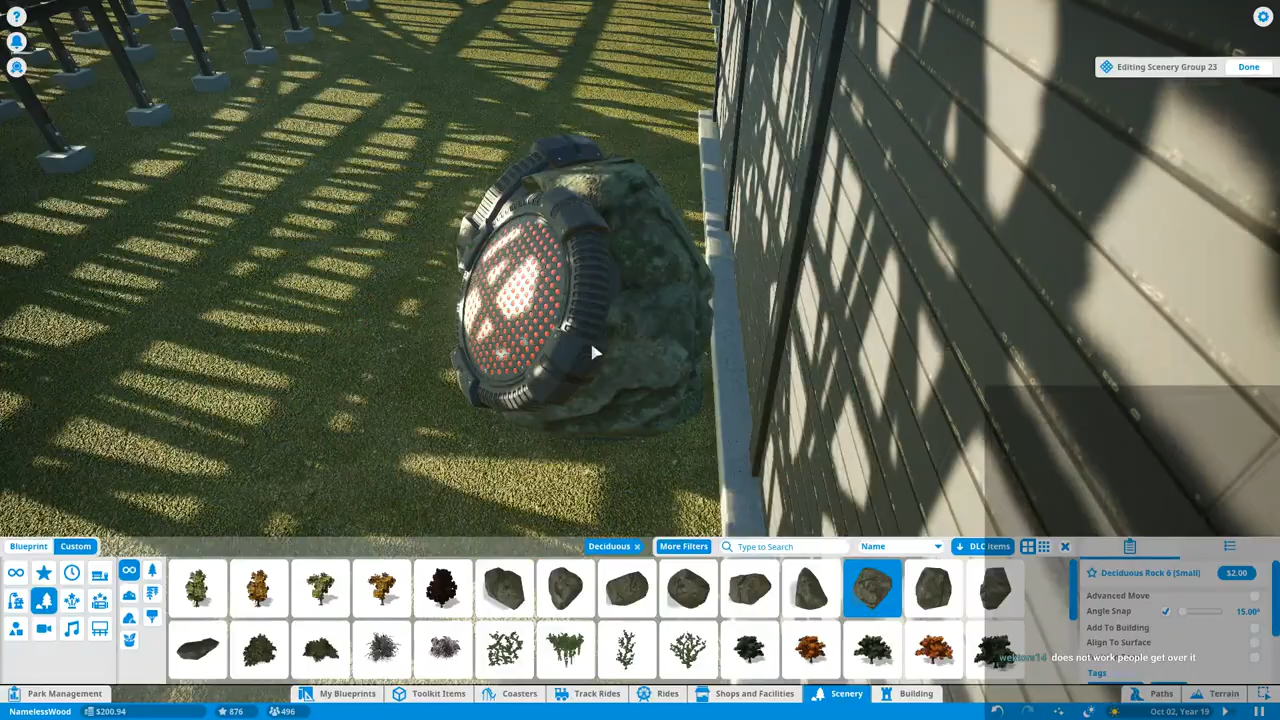 Editing Scenery Group 23
Done
Blueprint
Custom
Deciduous ×
More Filters
Type to Search
Name
DLC Items
Deciduous Rock 6 (Small)
$2.00
Advanced Move
Angle Snap
15.00°
Add To Building
Align To Surface
wektors14 does not work people get over it
Tags
Park Management
My Blueprints
Toolkit Items
Coasters
Track Rides
Rides
Shops and Facilities
Scenery
Building
Paths
Terrain
NamelessWood
$200.94
876
496
Oct 02, Year 19